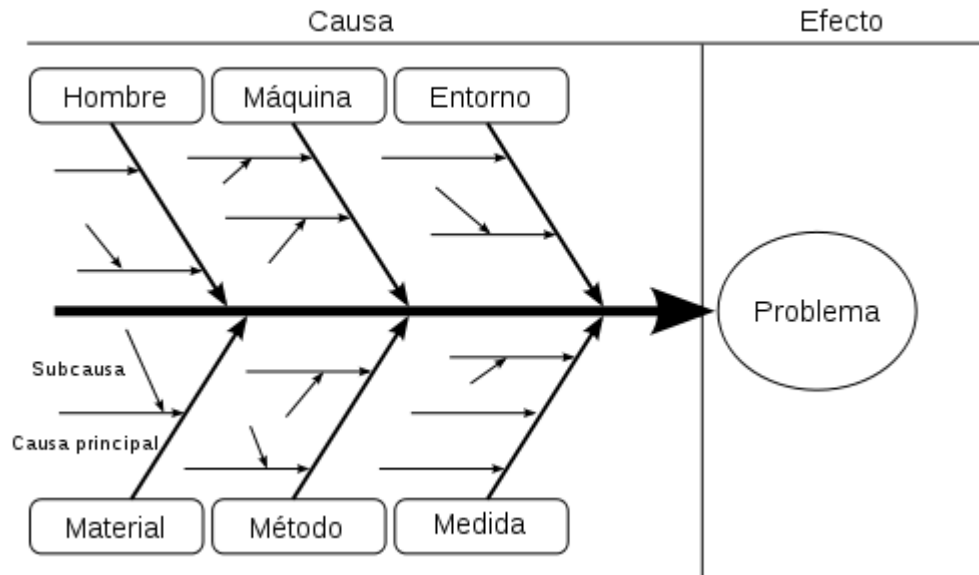 Causa
Efecto
Hombre
Máquina
Entorno
Problema
Subcausa
Causa principal
Material
Método
Medida